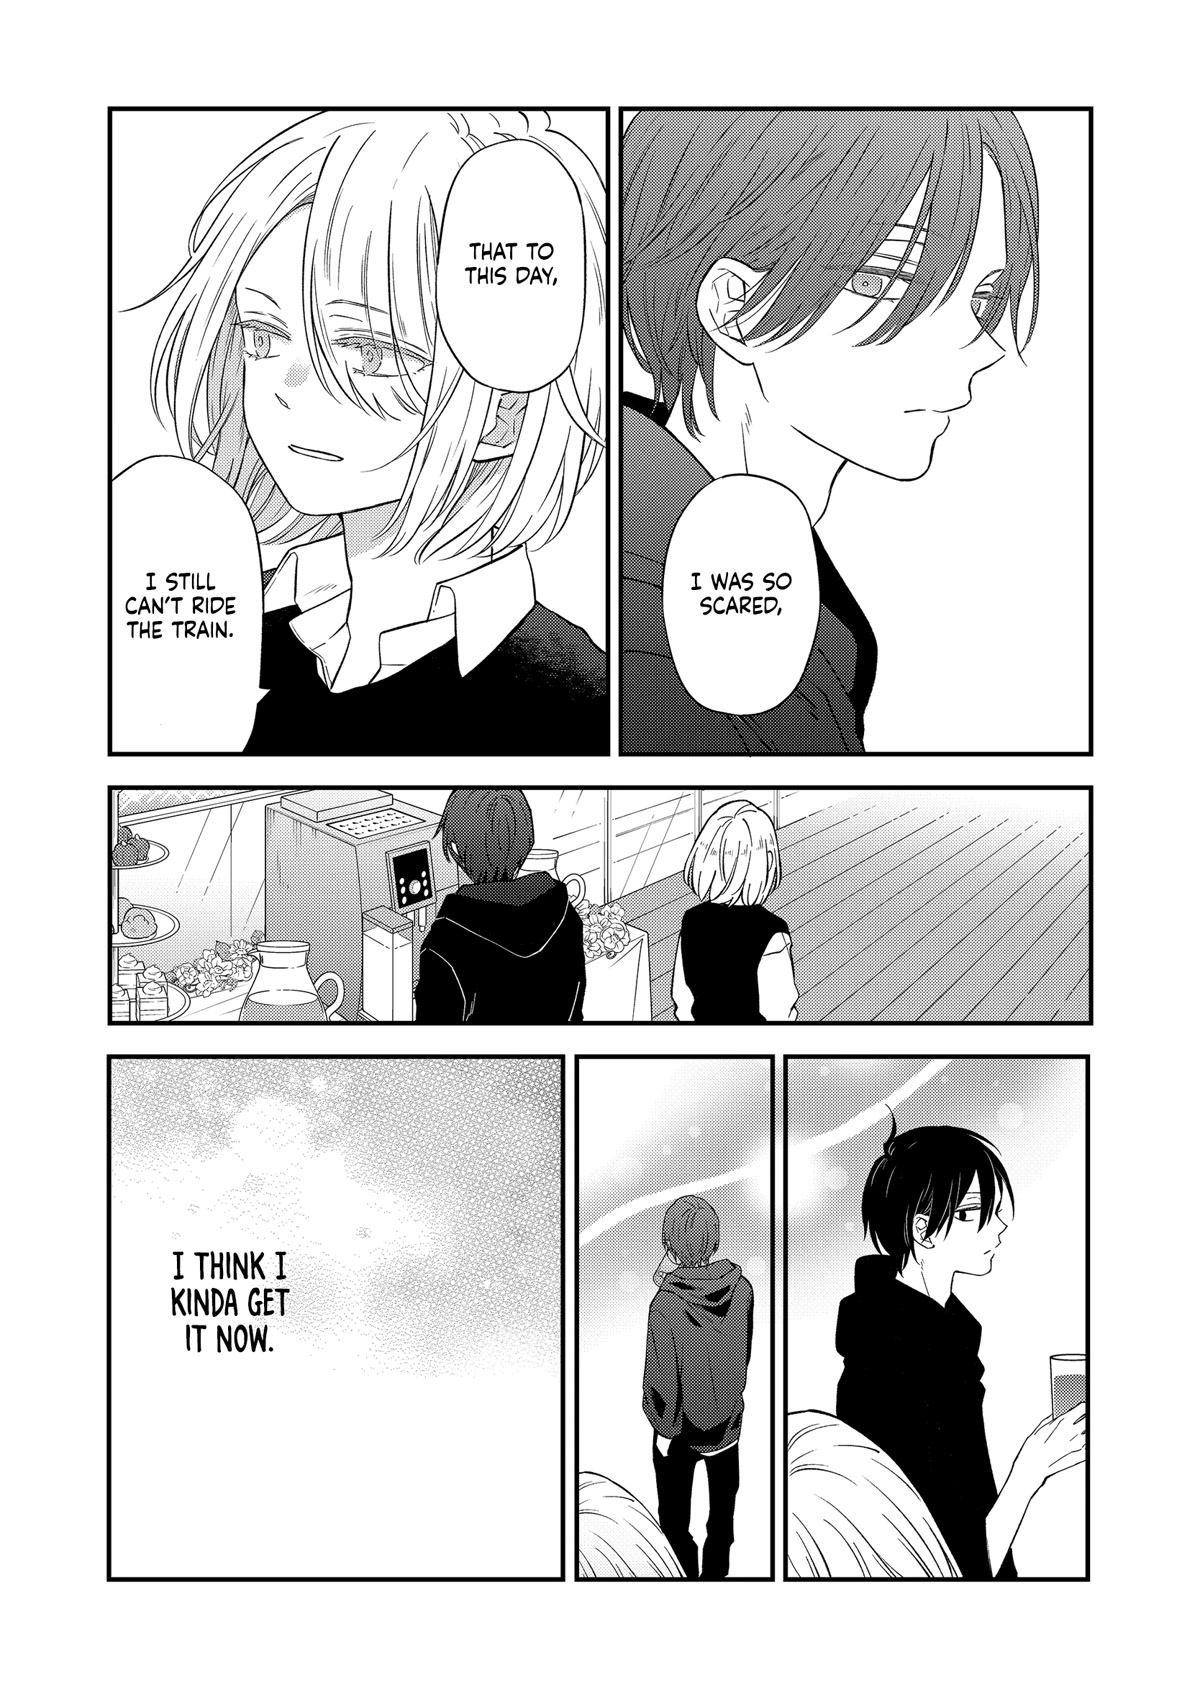 I WAS SO
SCARED,
THAT TO
THIS DAY,
I STILL
CAN'T RIDE
THE TRAIN.
I THINK I
KINDA GET
IT NOW.